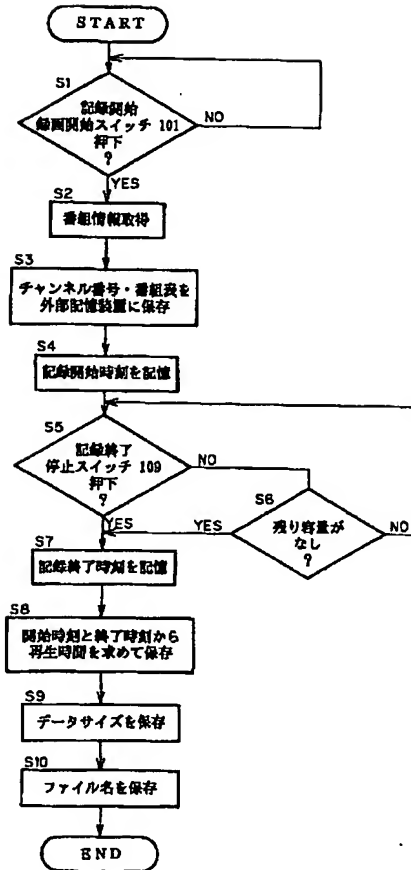 START
S1
記録開始
録画開始スイッチ 101
押下
?
NO
YES
S2
番組情報取得
S3
チャンネル番号・番組表を
外部記憶装置に保存
S4
記録開始時刻を記憶
S5
記録終了
停止スイッチ 109
押下
?
NO
YES
S6
残り容量が
なし
?
YES
NO
S7
記録終了時刻を記憶
S8
開始時刻と終了時刻から
再生時間を求めて保存
S9
データサイズを保存
S10
ファイル名を保存
END